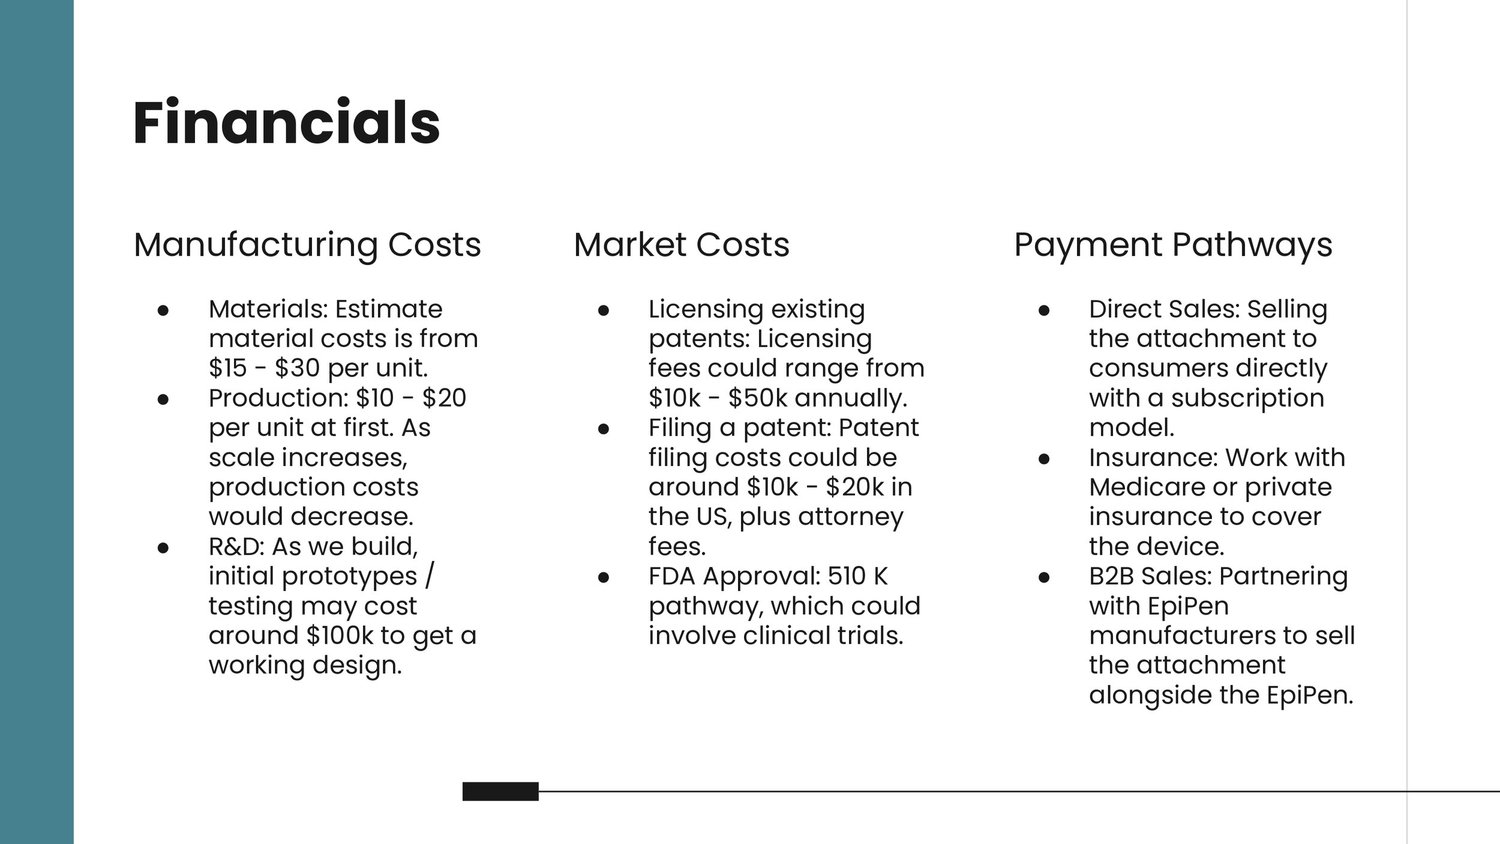 Financials
Manufacturing Costs
● Materials: Estimate
material costs is from
$15 - $30 per unit.
● Production: $10 - $20
per unit at first. As
scale increases,
production costs
would decrease.
● R&D: As we build,
initial prototypes /
testing may cost
around $100k to get a
working design.
Market Costs
● Licensing existing
patents: Licensing
fees could range from
$10k - $50k annually.
● Filing a patent: Patent
filing costs could be
around $10k - $20k in
the US, plus attorney
fees.
● FDA Approval: 510 K
pathway, which could
involve clinical trials.
Payment Pathways
● Direct Sales: Selling
the attachment to
consumers directly
with a subscription
model.
● Insurance: Work with
Medicare or private
insurance to cover
the device.
● B2B Sales: Partnering
with EpiPen
manufacturers to sell
the attachment
alongside the EpiPen.